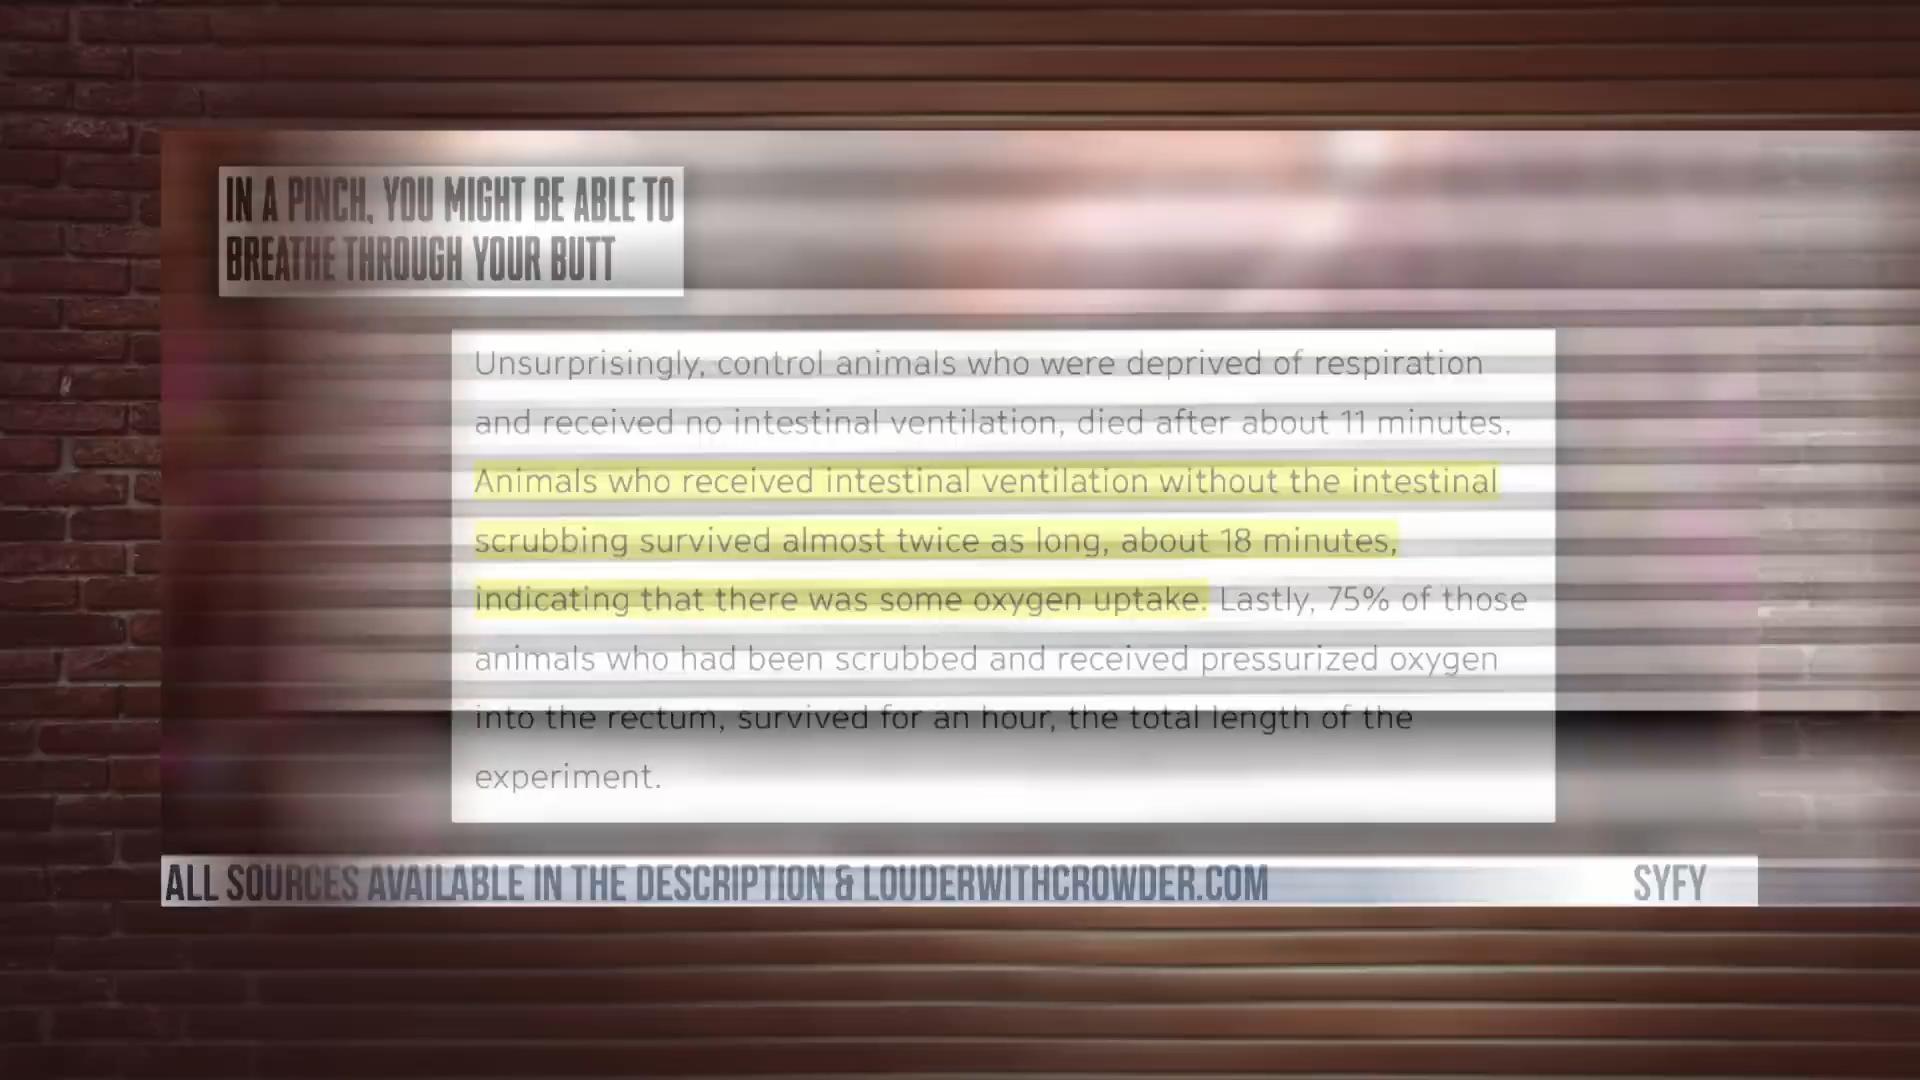 IN A PINCH, YOU MIGHT BE ABLE TO
BREATHE THROUGH YOUR BUTT
Unsurprisingly, control animals who were deprived of respiration
and received no intestinal ventilation, died after about 11 minutes.
Animals who received intestinal ventilation without the intestinal
scrubbing survived almost twice as long, about 18 minutes,
indicating that there was some oxygen uptake. Lastly, 75% of those
animals who had been scrubbed and received pressurized oxygen
into the rectum, survived for an hour, the total length of the
experiment.
ALL SOURCES AVAILABLE IN THE DESCRIPTION & LOUDERWITHCROWDER.COM
SYFY